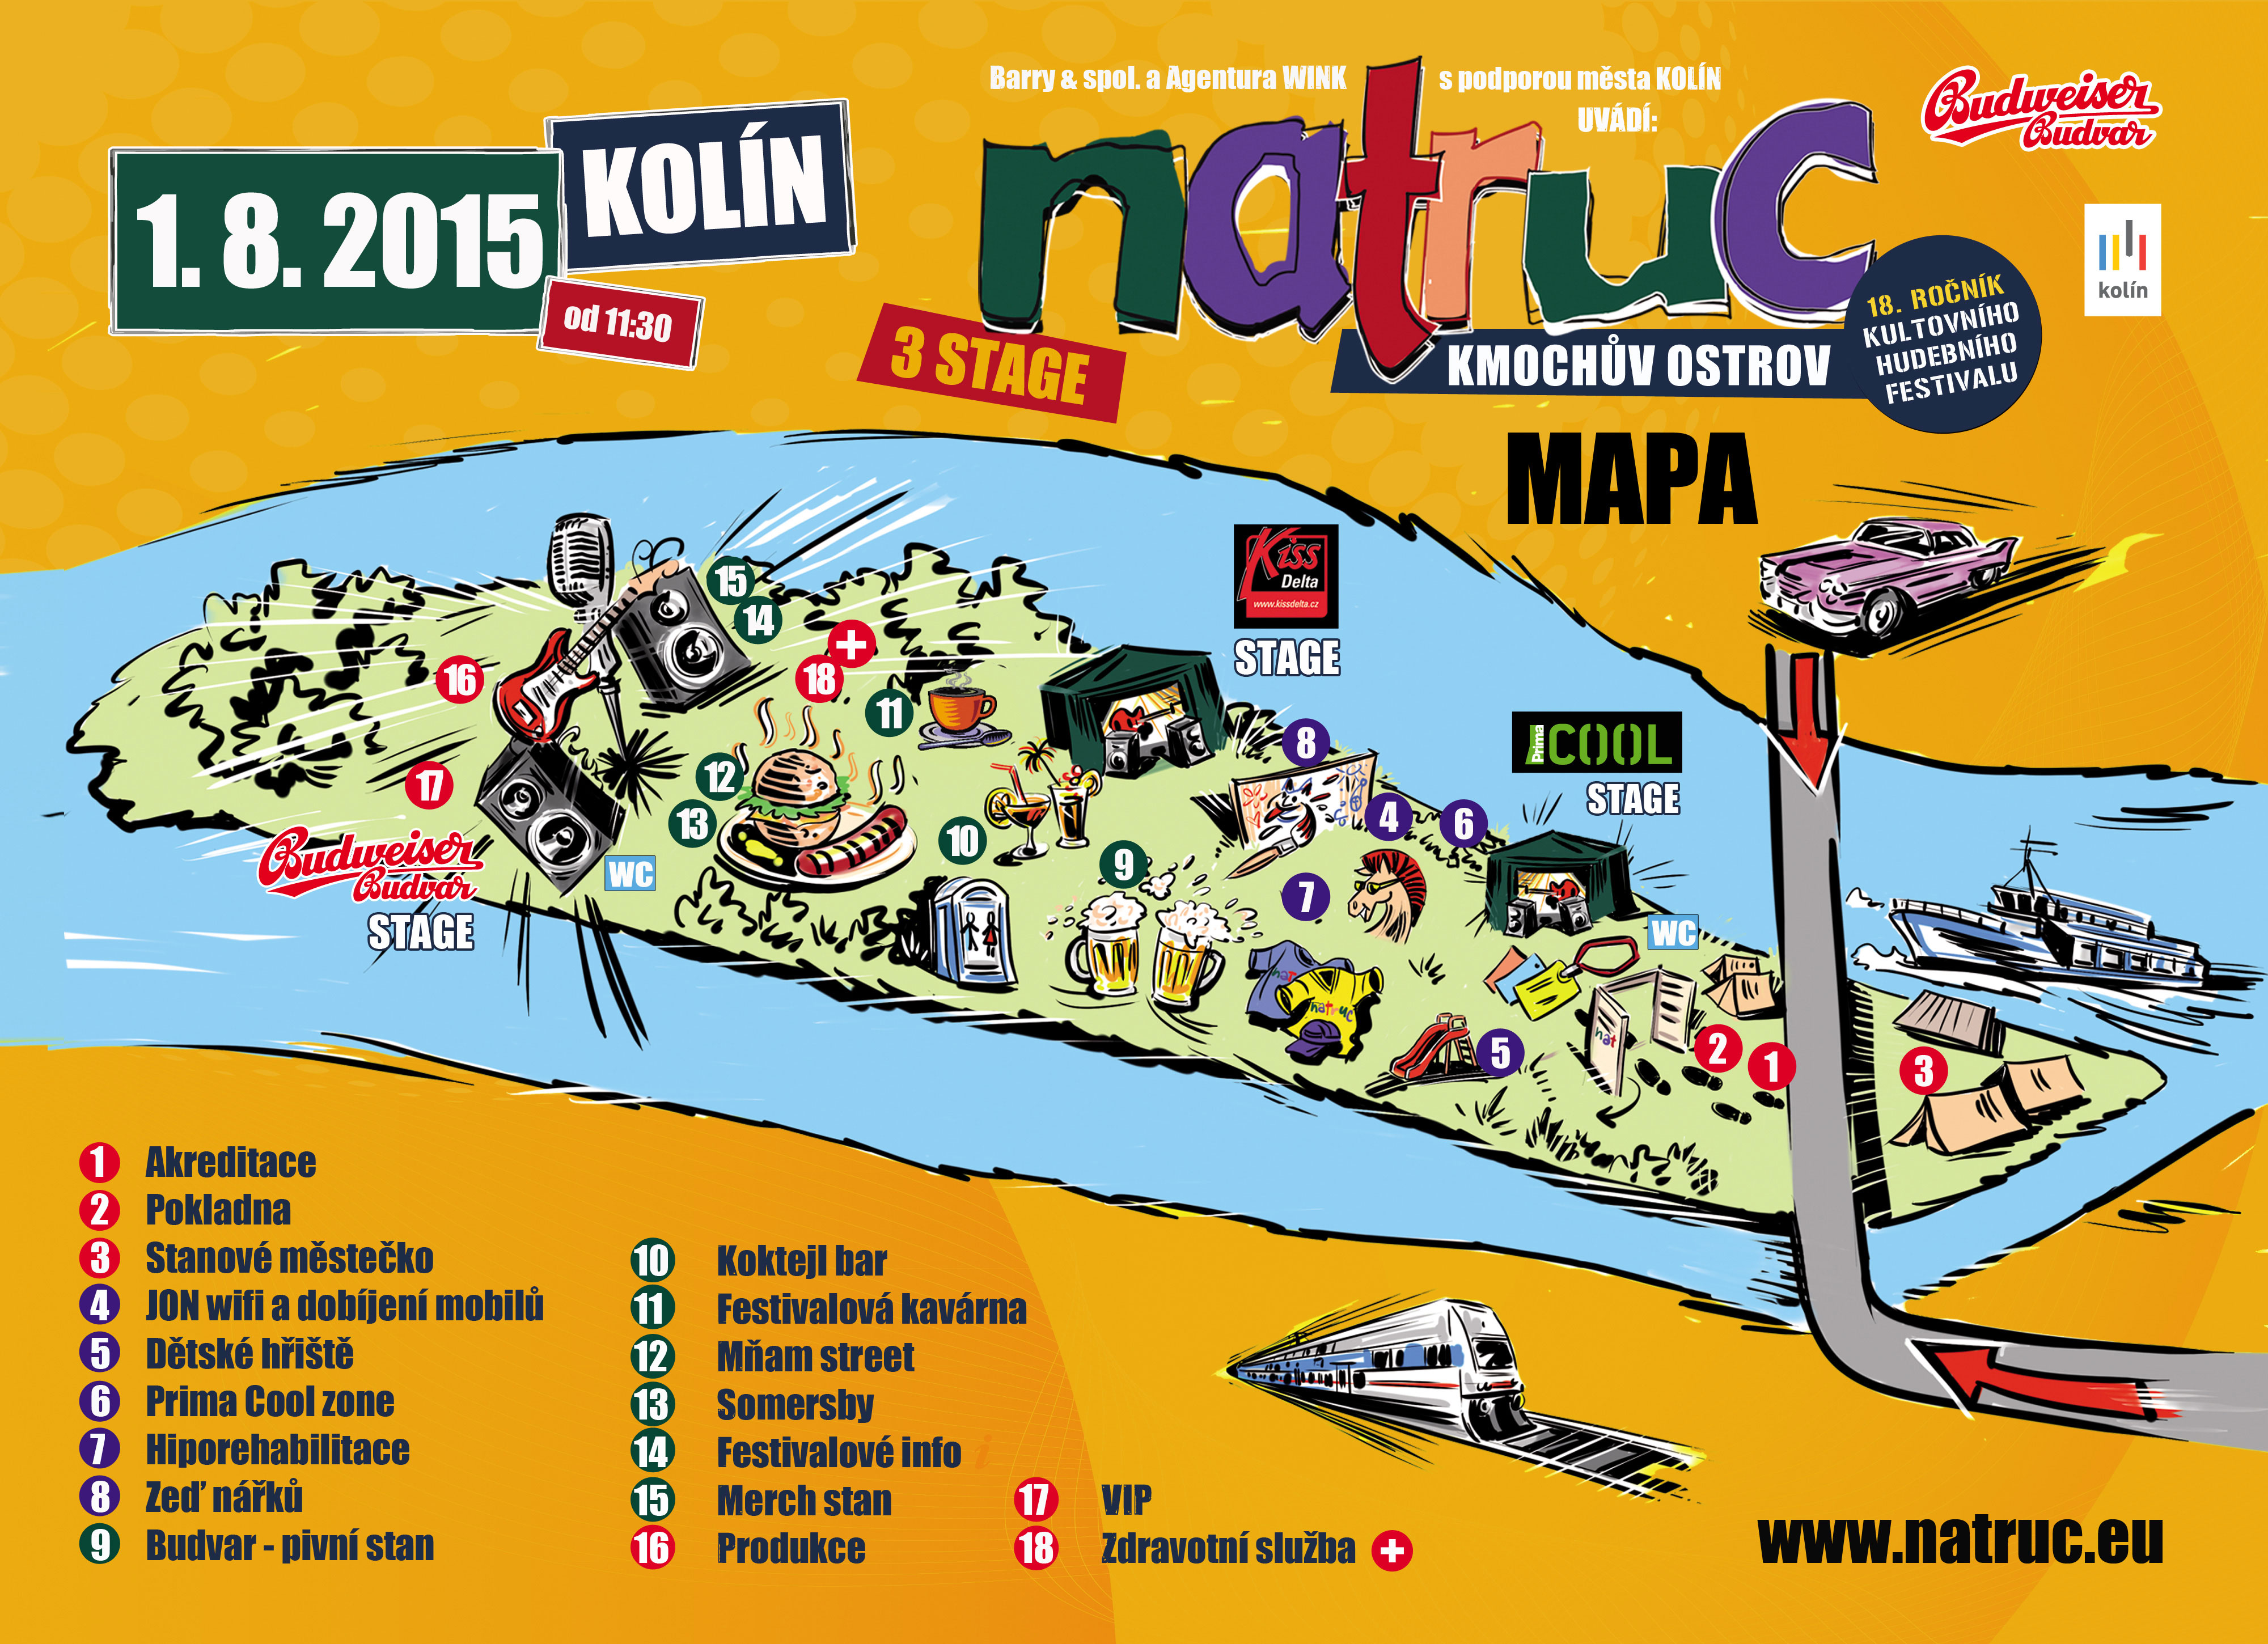 Barry & spol. a Agentura WINK
s podporou města KOLÍN
UVÁDÍ:
natruc
Budweiser
Budvar
1. 8. 2015
KOLÍN
od 11:30
3 STAGE
KMOCHŮV OSTROV
18. ROČNÍK
KULTOVNÍHO
HUDEBNÍHO
FESTIVALU
kolín
MAPA
Kiss
Delta
www.kissdelta.cz
STAGE
Prima
COOL
STAGE
Budweiser
Budvar
STAGE
15
14
18
16
11
17
12
13
10
9
8
4
6
7
5
2
1
3
WC
WC
nat
natruc
nat
1 Akreditace
2 Pokladna
3 Stanové městečko
4 JON wifi a dobíjení mobilů
5 Dětské hřiště
6 Prima Cool zone
7 Hiporehabilitace
8 Zeď nářků
9 Budvar - pivní stan
10 Koktejl bar
11 Festivalová kavárna
12 Mňam street
13 Somersby
14 Festivalové info i
15 Merch stan
16 Produkce
17 VIP
18 Zdravotní služba
www.natruc.eu